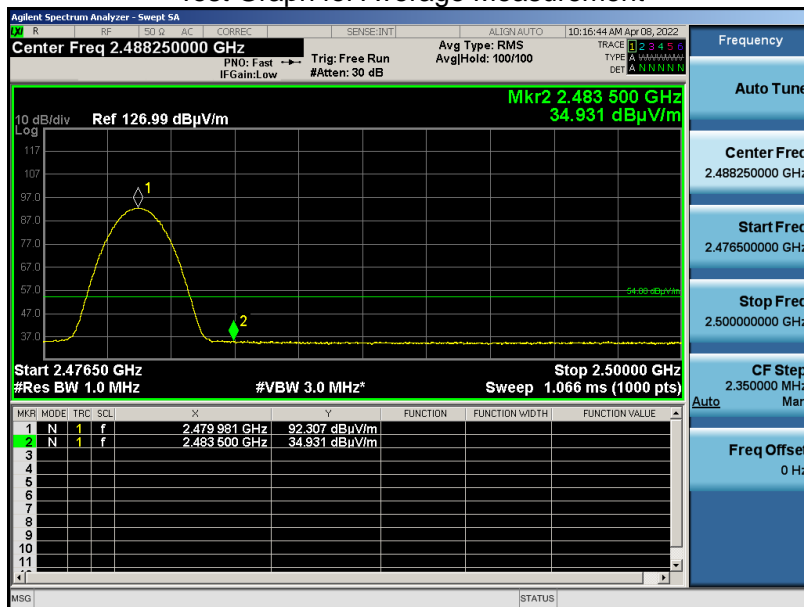 Test Graph for Average Measurement
Agilent Spectrum Analyzer - Swept SA
LXI R RF 50 Ω AC CORREC SENSE:INT ALIGN AUTO 10:16:44 AM Apr 08, 2022
Center Freq 2.488250000 GHz
PNO: Fast
IFGain:Low
Trig: Free Run
#Atten: 30 dB
Avg Type: RMS
Avg|Hold: 100/100
TRACE 1 2 3 4 5 6
TYPE A WWWWW
DET A N N N N N
Mkr2 2.483 500 GHz
34.931 dBµV/m
10 dB/div Ref 126.99 dBµV/m
Log
117
107
97.0
87.0
77.0
67.0
57.0
47.0
37.0
1
2
54.00 dBµV/m
Start 2.47650 GHz Stop 2.50000 GHz
#Res BW 1.0 MHz #VBW 3.0 MHz* Sweep 1.066 ms (1000 pts)
MKR MODE TRC SCL X Y FUNCTION FUNCTION WIDTH FUNCTION VALUE
1 N 1 f 2.479 981 GHz 92.307 dBµV/m
2 N 1 f 2.483 500 GHz 34.931 dBµV/m
3
4
5
6
7
8
9
10
11
MSG STATUS
Frequency
Auto Tune
Center Freq
2.488250000 GHz
Start Freq
2.476500000 GHz
Stop Freq
2.500000000 GHz
CF Step
2.350000 MHz
Auto Man
Freq Offset
0 Hz